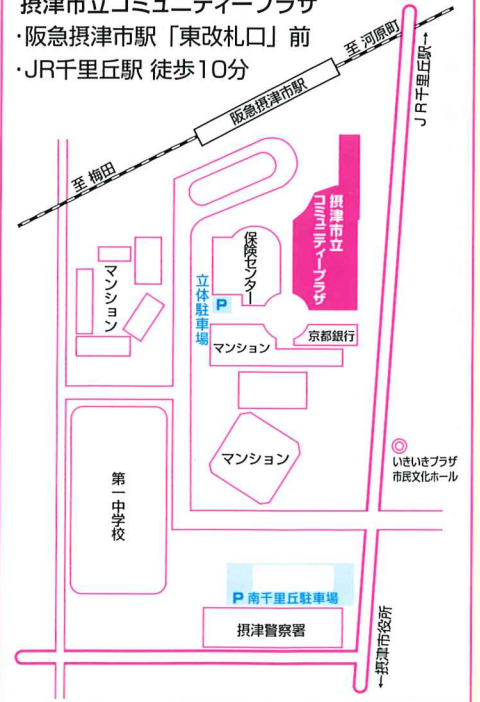 摂津市立コミュニティープラザ
・阪急摂津市駅「東改札口」前
・JR千里丘駅 徒歩10分
至 河原町
JR千里丘駅→
阪急摂津市駅
至 梅田
摂津市立
コミュニティープラザ
保険センター
マンション
立体駐車場
P
京都銀行
マンション
マンション
いきいきプラザ
市民文化ホール
第一中学校
P 南千里丘駐車場
摂津警察署
←摂津市役所